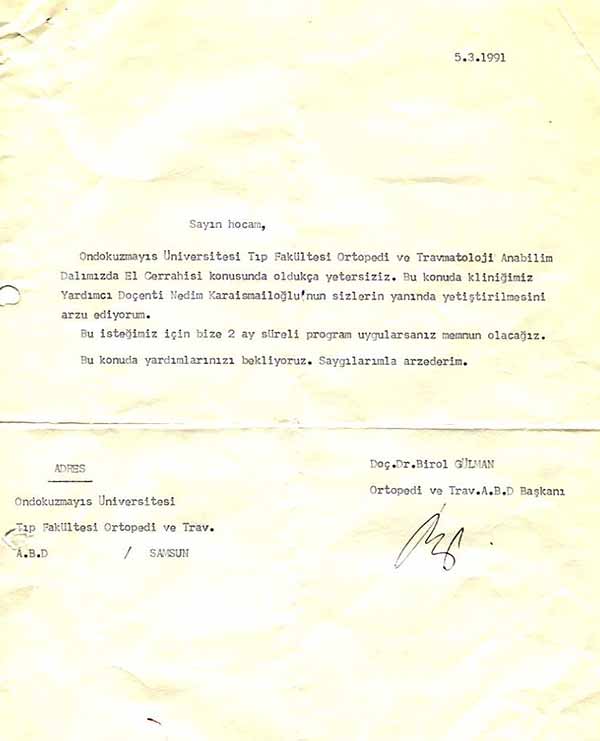 5.3.1991
Sayın hocam,
Ondokuzmayıs Üniversitesi Tıp Fakültesi Ortopedi ve Travmatoloji Anabilim
Dalımızda El Cerrahisi konusunda oldukça yetersiziz. Bu konuda kliniğimiz
Yardımcı Doçenti Nedim Karaismailoğlu'nun sizlerin yanında yetiştirilmesini
arzu ediyorum.
Bu isteğimiz için bize 2 ay süreli program uygularsanız memnun olacağız.
Bu konuda yardımlarınızı bekliyoruz. Saygılarımla arzederim.
Doç.Dr.Birol GÜLMAN
Ortopedi ve Trav.A.B.D Başkanı
ADRES
Ondokuzmayıs Üniversitesi
Tıp Fakültesi Ortopedi ve Trav.
A.B.D / SAMSUN